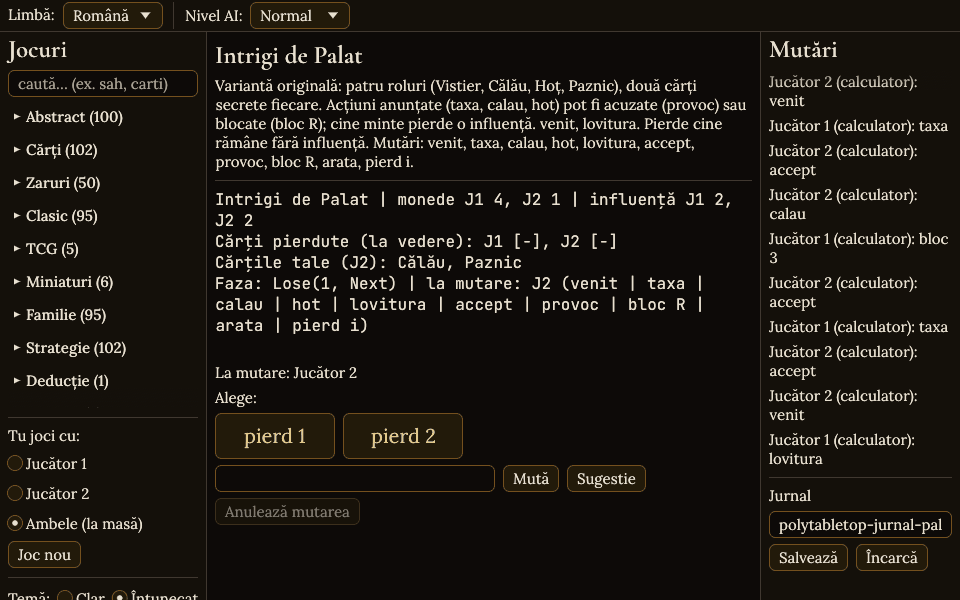 Limbă: Română Nivel AI: Normal
Jocuri
caută... (ex. sah, carti)
Abstract (100)
Cărți (102)
Zaruri (50)
Clasic (95)
TCG (5)
Miniaturi (6)
Familie (95)
Strategie (102)
Deducție (1)
Tu joci cu:
Jucător 1
Jucător 2
Ambele (la masă)
Joc nou
Temă: Clar Întunecat
Intrigi de Palat
Variantă originală: patru roluri (Vistier, Călău, Hoț, Paznic), două cărți
secrete fiecare. Acțiuni anunțate (taxa, calau, hot) pot fi acuzate (provoc) sau
blocate (bloc R); cine minte pierde o influență. venit, lovitura. Pierde cine
rămâne fără influență. Mutări: venit, taxa, calau, hot, lovitura, accept,
provoc, bloc R, arata, pierd i.
Intrigi de Palat | monede J1 4, J2 1 | influență J1 2,
J2 2
Cărți pierdute (la vedere): J1 [-], J2 [-]
Cărțile tale (J2): Călău, Paznic
Faza: Lose(1, Next) | la mutare: J2 (venit | taxa |
calau | hot | lovitura | accept | provoc | bloc R |
arata | pierd i)
La mutare: Jucător 2
Alege:
pierd 1 pierd 2
Mută Sugestie
Anulează mutarea
Mutări
Jucător 2 (calculator):
venit
Jucător 1 (calculator): taxa
Jucător 2 (calculator):
accept
Jucător 2 (calculator):
calau
Jucător 1 (calculator): bloc
3
Jucător 2 (calculator):
accept
Jucător 1 (calculator): taxa
Jucător 2 (calculator):
accept
Jucător 2 (calculator):
venit
Jucător 1 (calculator):
lovitura
Jurnal
polytabletop-jurnal-pal
Salvează Încarcă